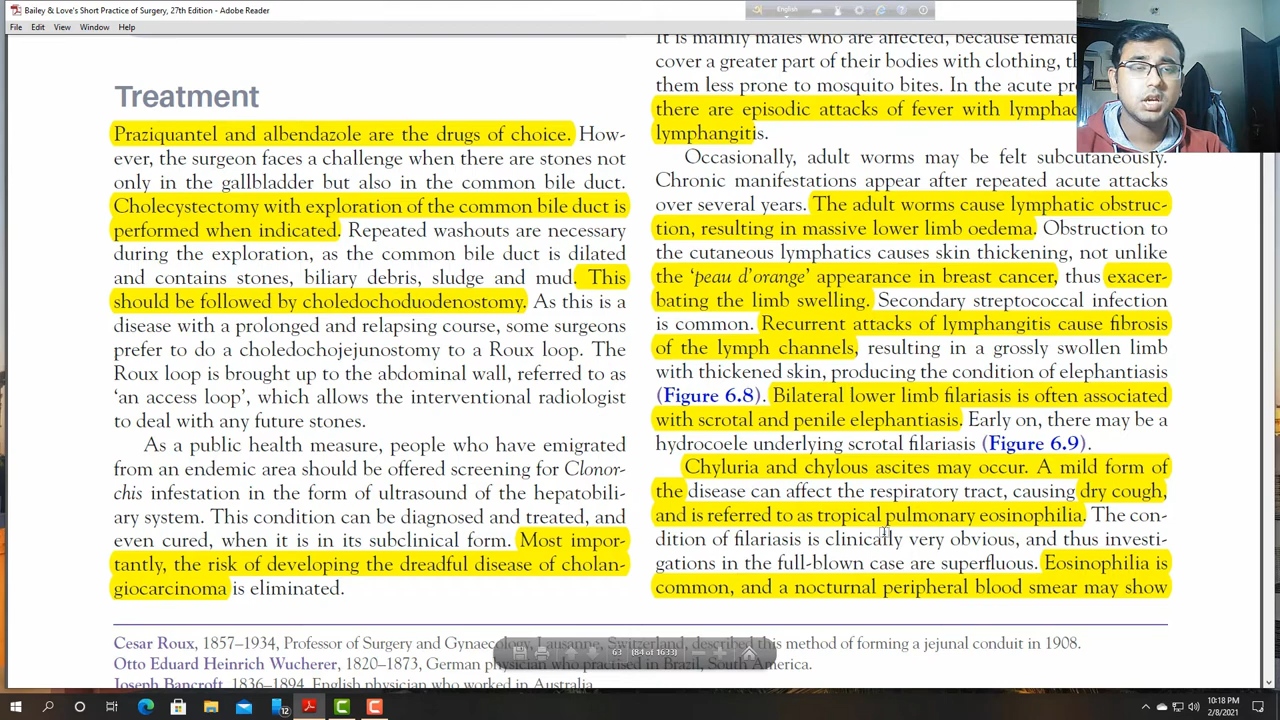 Bailey & Love's Short Practice of Surgery, 27th Edition - Adobe Reader
English
File Edit View Window Help
Treatment
Praziquantel and albendazole are the drugs of choice. How-
ever, the surgeon faces a challenge when there are stones not
only in the gallbladder but also in the common bile duct.
Cholecystectomy with exploration of the common bile duct is
performed when indicated. Repeated washouts are necessary
during the exploration, as the common bile duct is dilated
and contains stones, biliary debris, sludge and mud. This
should be followed by choledochoduodenostomy. As this is a
disease with a prolonged and relapsing course, some surgeons
prefer to do a choledochojejunostomy to a Roux loop. The
Roux loop is brought up to the abdominal wall, referred to as
'an access loop', which allows the interventional radiologist
to deal with any future stones.
As a public health measure, people who have emigrated
from an endemic area should be offered screening for Clonor-
chis infestation in the form of ultrasound of the hepatobili-
ary system. This condition can be diagnosed and treated, and
even cured, when it is in its subclinical form. Most impor-
tantly, the risk of developing the dreadful disease of cholan-
giocarcinoma is eliminated.
It is mainly males who are affected, because female
cover a greater part of their bodies with clothing, th
them less prone to mosquito bites. In the acute p
there are episodic attacks of fever with lymphad
lymphangitis.
Occasionally, adult worms may be felt subcutaneously.
Chronic manifestations appear after repeated acute attacks
over several years. The adult worms cause lymphatic obstruc-
tion, resulting in massive lower limb oedema. Obstruction to
the cutaneous lymphatics causes skin thickening, not unlike
the 'peau d'orange' appearance in breast cancer, thus exacer-
bating the limb swelling. Secondary streptococcal infection
is common. Recurrent attacks of lymphangitis cause fibrosis
of the lymph channels, resulting in a grossly swollen limb
with thickened skin, producing the condition of elephantiasis
(Figure 6.8). Bilateral lower limb filariasis is often associated
with scrotal and penile elephantiasis. Early on, there may be a
hydrocoele underlying scrotal filariasis (Figure 6.9).
Chyluria and chylous ascites may occur. A mild form of
the disease can affect the respiratory tract, causing dry cough,
and is referred to as tropical pulmonary eosinophilia. The con-
dition of filariasis is clinically very obvious, and thus investi-
gations in the full-blown case are superfluous. Eosinophilia is
common, and a nocturnal peripheral blood smear may show
Cesar Roux, 1857–1934, Professor of Surgery and Gynaecology, Lausanne, Switzerland, described this method of forming a jejunal conduit in 1908.
Otto Eduard Heinrich Wucherer, 1820–1873, German physician who practised in Brazil, South America.
Joseph Bancroft, 1836–1894, English physician who worked in Australia.
63 (84 of 1633)
12
10:18 PM
2/8/2021